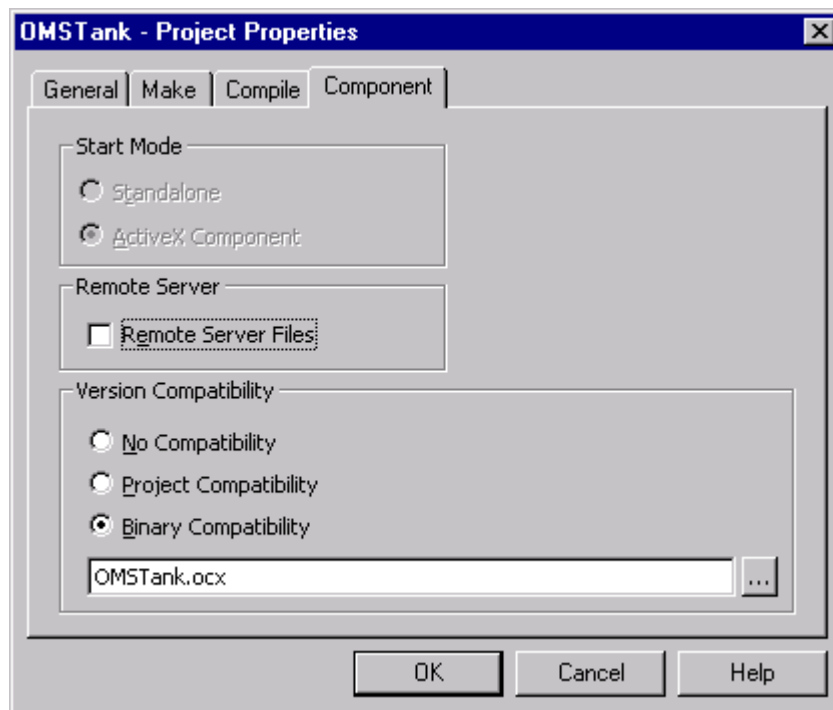 OMSTank - Project Properties
General Make Compile Component
Start Mode
Standalone
ActiveX Component
Remote Server
Remote Server Files
Version Compatibility
No Compatibility
Project Compatibility
Binary Compatibility
OMSTank.ocx ...
OK Cancel Help